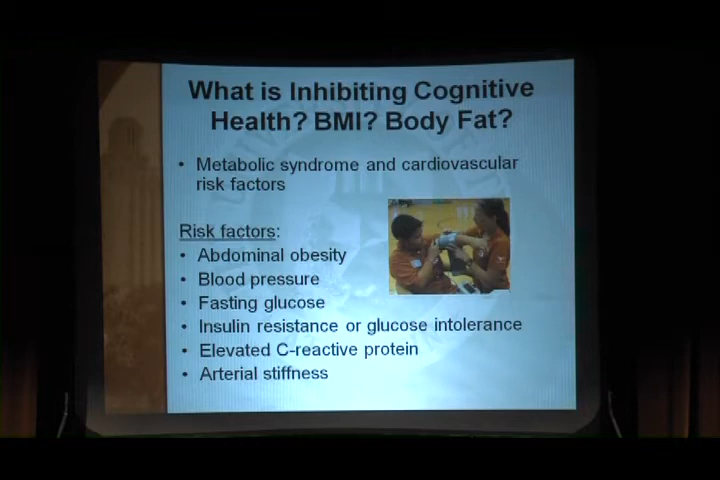 What is Inhibiting Cognitive
Health? BMI? Body Fat?
• Metabolic syndrome and cardiovascular
risk factors
Risk factors:
• Abdominal obesity
• Blood pressure
• Fasting glucose
• Insulin resistance or glucose intolerance
• Elevated C-reactive protein
• Arterial stiffness